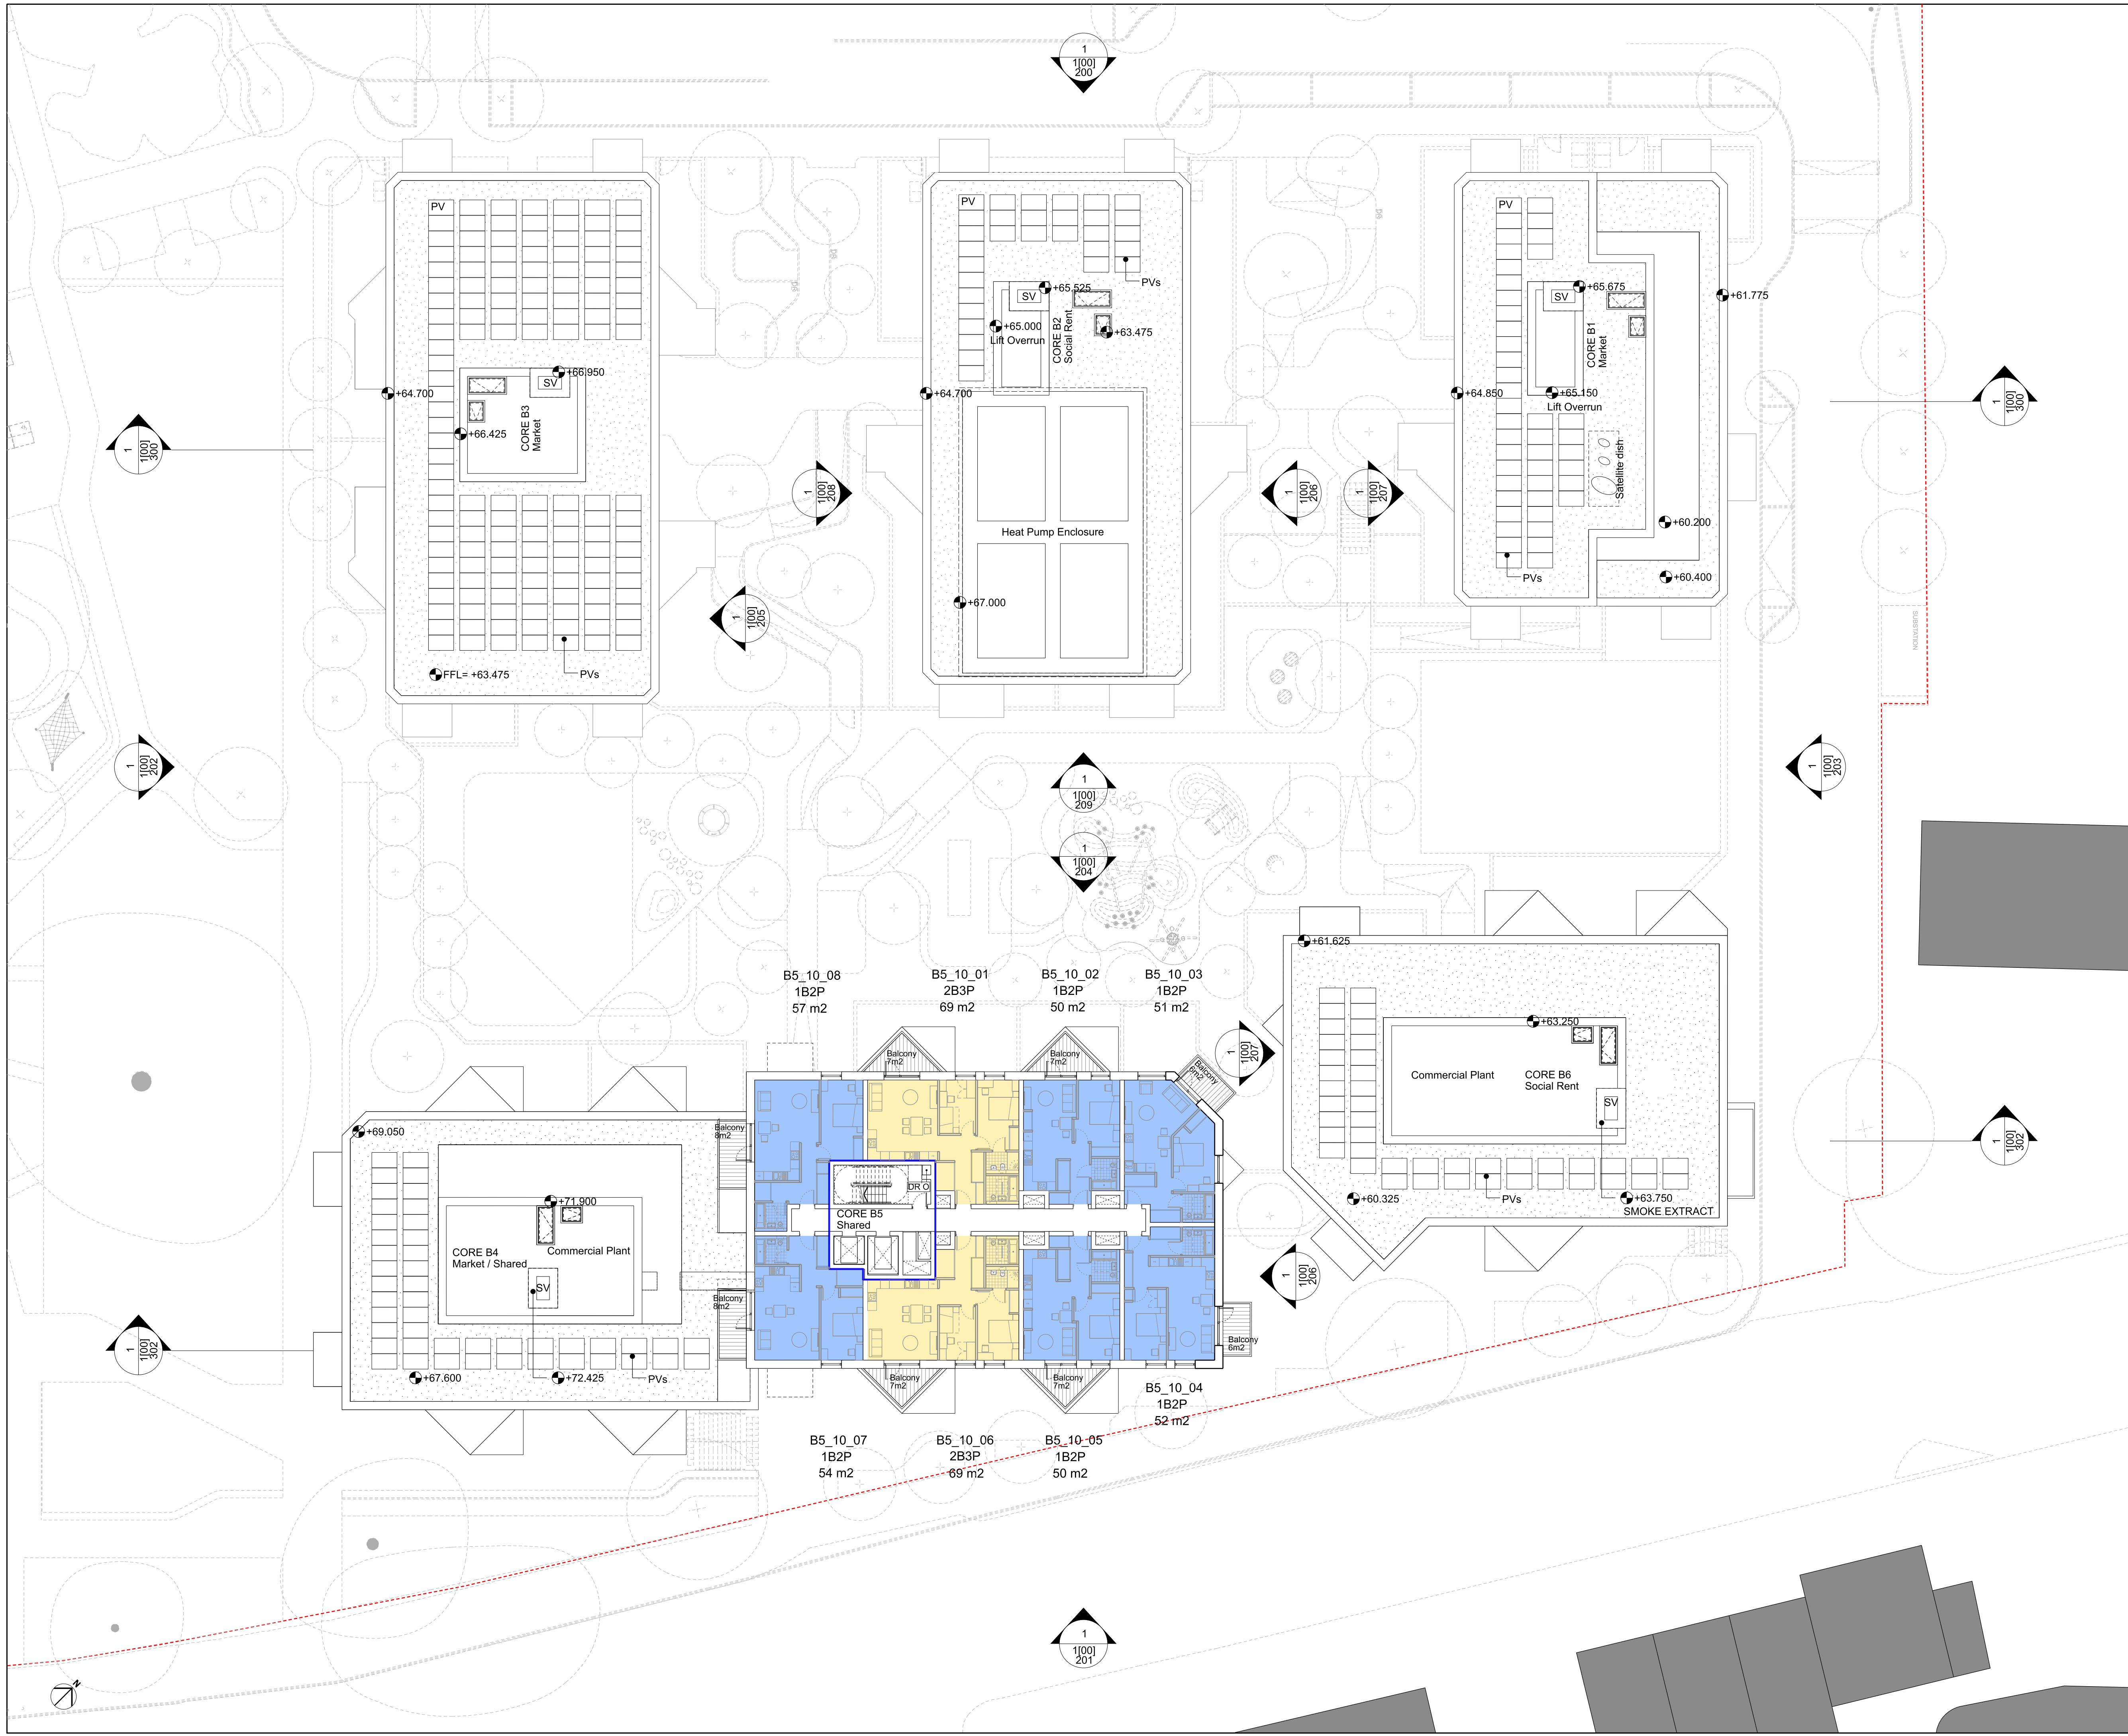 1
1[00]
200
PV
+66.950
SV
+64.700
CORE B3
Market
+66.425
FFL= +63.475
PVs
PV
PVs
+65.525
SV
+65.000
Lift Overrun
CORE B2
Social Rent
+63.475
+64.700
Heat Pump Enclosure
+67.000
PV
+65.675
SV
+61.775
CORE B1
Market
+64.850
+65.150
Lift Overrun
Satellite dish
+60.200
+60.400
PVs
SUBSTATION
1
1[00]
300
1
1[00]
300
1
1[00]
208
1
1[00]
206
1
1[00]
207
1
1[00]
205
1
1[00]
202
1
1[00]
203
1
1[00]
209
1
1[00]
204
B5_10_08
1B2P
57 m2
B5_10_01
2B3P
69 m2
B5_10_02
1B2P
50 m2
B5_10_03
1B2P
51 m2
+61.625
1
1[00]
207
Balcony
7m2
Balcony
7m2
Balcony
6m2
Balcony
8m2
+69.050
+63.250
Commercial Plant
CORE B6
Social Rent
SV
DR O
CORE B5
Shared
+71.900
CORE B4
Market / Shared
Commercial Plant
SV
+60.325
PVs
+63.750
SMOKE EXTRACT
1
1[00]
302
1
1[00]
206
Balcony
8m2
Balcony
6m2
1
1[00]
302
+67.600
+72.425
PVs
Balcony
7m2
Balcony
7m2
B5_10_04
1B2P
52 m2
B5_10_07
1B2P
54 m2
B5_10_06
2B3P
69 m2
B5_10_05
1B2P
50 m2
1
1[00]
201
N